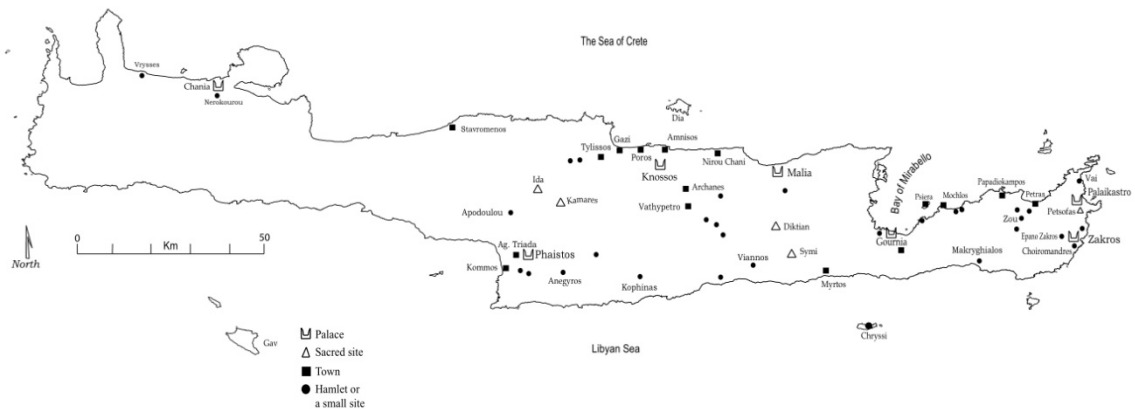 The Sea of Crete
Vrysses
Chania
Nerokourou
Dia
Stavromenos
Gazi
Amnisos
Tylissos
Poros
Nirou Chani
Knossos
Malia
Bay of Mirabello
Ida
Kamares
Archanes
Vathypetro
Apodoulou
Diktian
Symi
Psiera
Mochlos
Papadiokampos
Petras
Vai
Palaikastro
Petsofas
Zou
Epano Zakros
Zakros
Choiromandres
Gournia
Makryghialos
Ag. Triada
Phaistos
Kommos
Anegyros
Kophinas
Viannos
Myrtos
Chryssi
0 50
Km
North
Gav
Libyan Sea
Palace
Sacred site
Town
Hamlet or
a small site